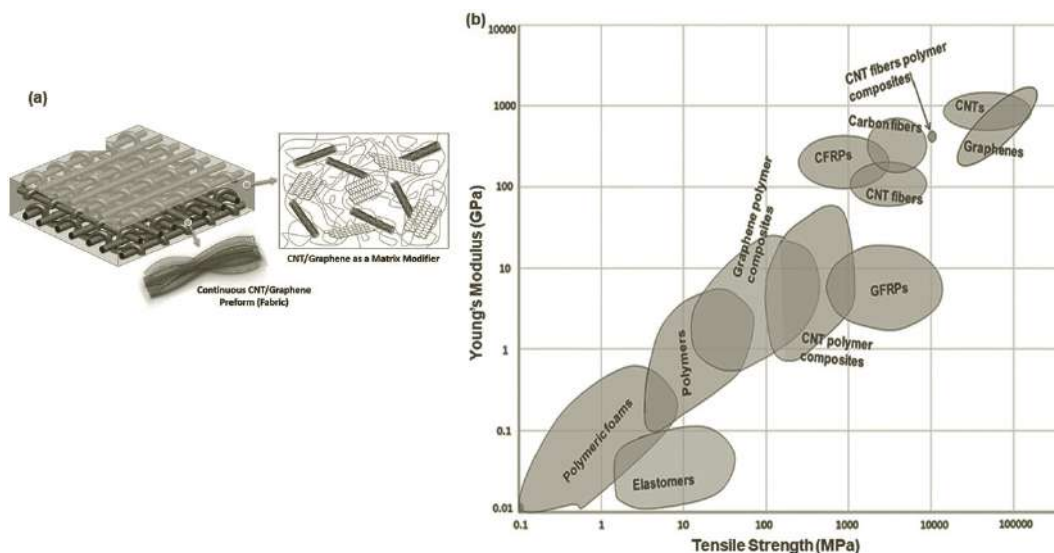 (a)
CNT/Graphene as a Matrix Modifier
Continuous CNT/Graphene
Preform (Fabric)
(b)
Young's Modulus (GPa)
10000
1000
100
10
1
0.1
0.01
CNT fibers polymer
composites
CNTs
Graphenes
Carbon fibers
CFRPs
CNT fibers
Graphene polymer
composites
GFRPs
CNT polymer
composites
Polymers
Polymeric foams
Elastomers
0.1
1
10
100
1000
10000
100000
Tensile Strength (MPa)